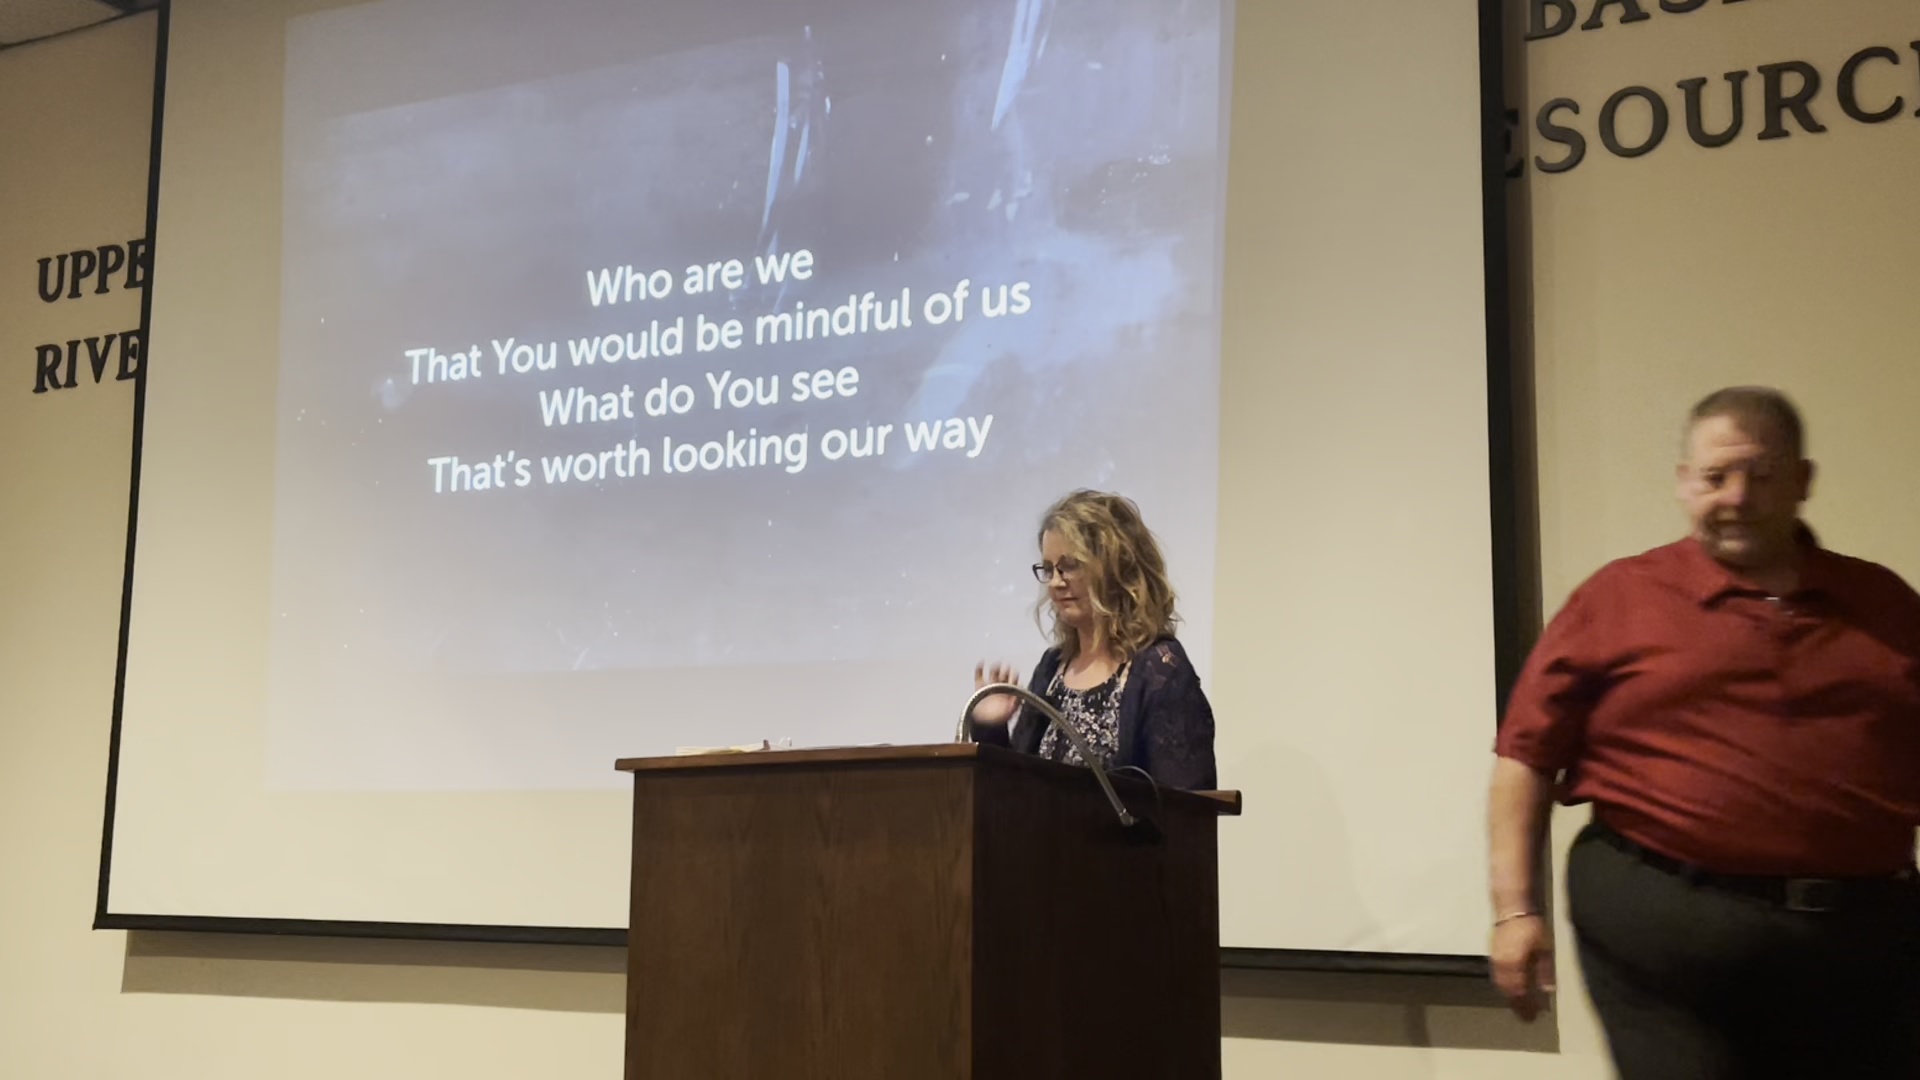 Who are we
That You would be mindful of us
What do You see
That's worth looking our way
UPPE
RIVE
BAS
ESOURC